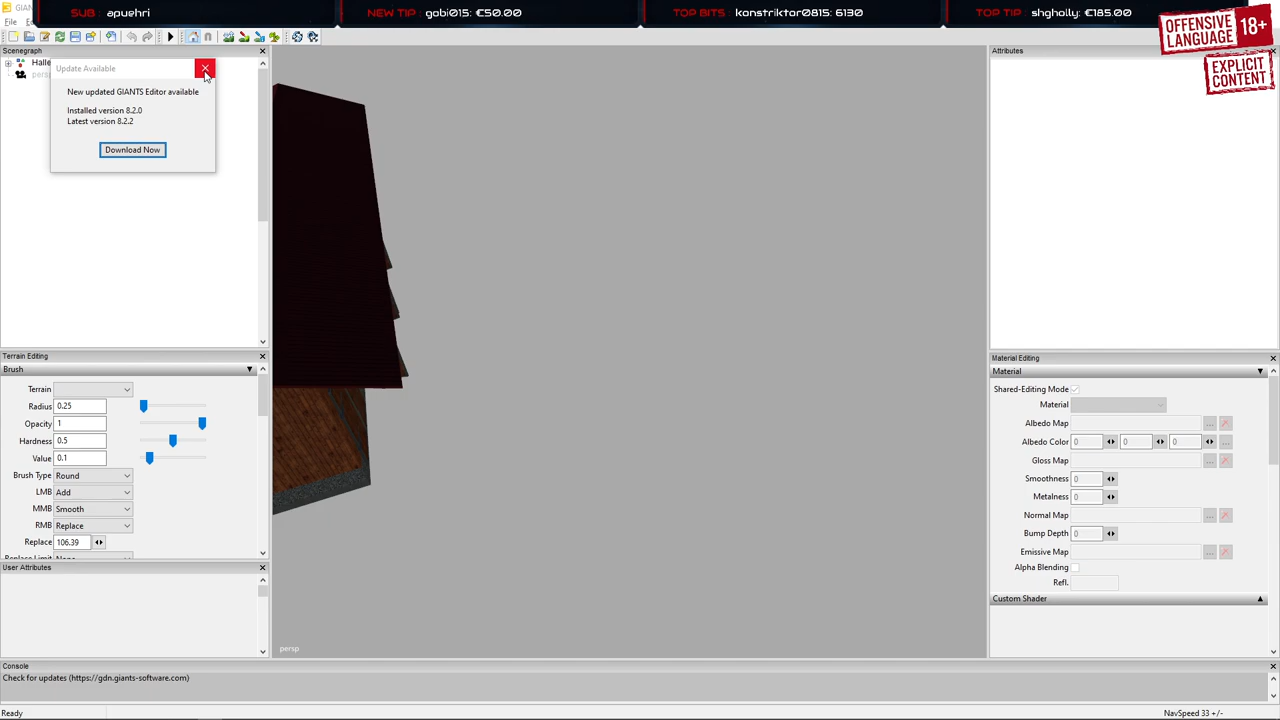 GIANTS
SUB : apuehri
NEW TIP : gobi015: €50.00
TOP BITS : konstriktor0815: 6130
TOP TIP : shgholly: €185.00
OFFENSIVE
LANGUAGE 18+
EXPLICIT
CONTENT
File
Scenegraph
Halle
persp
Update Available
New updated GIANTS Editor available
Installed version 8.2.0
Latest version 8.2.2
Download Now
Attributes
Terrain Editing
Brush
Terrain
Radius 0.25
Opacity 1
Hardness 0.5
Value 0.1
Brush Type Round
LMB Add
MMB Smooth
RMB Replace
Replace 106.39
Replace Limit None
User Attributes
persp
Material Editing
Material
Shared-Editing Mode
Material
Albedo Map ...
Albedo Color 0 0 0 ...
Gloss Map ...
Smoothness 0
Metalness 0
Normal Map ...
Bump Depth 0
Emissive Map ...
Alpha Blending
Refl.
Custom Shader
Console
Check for updates (https://gdn.giants-software.com)
Ready
NavSpeed 33 +/-